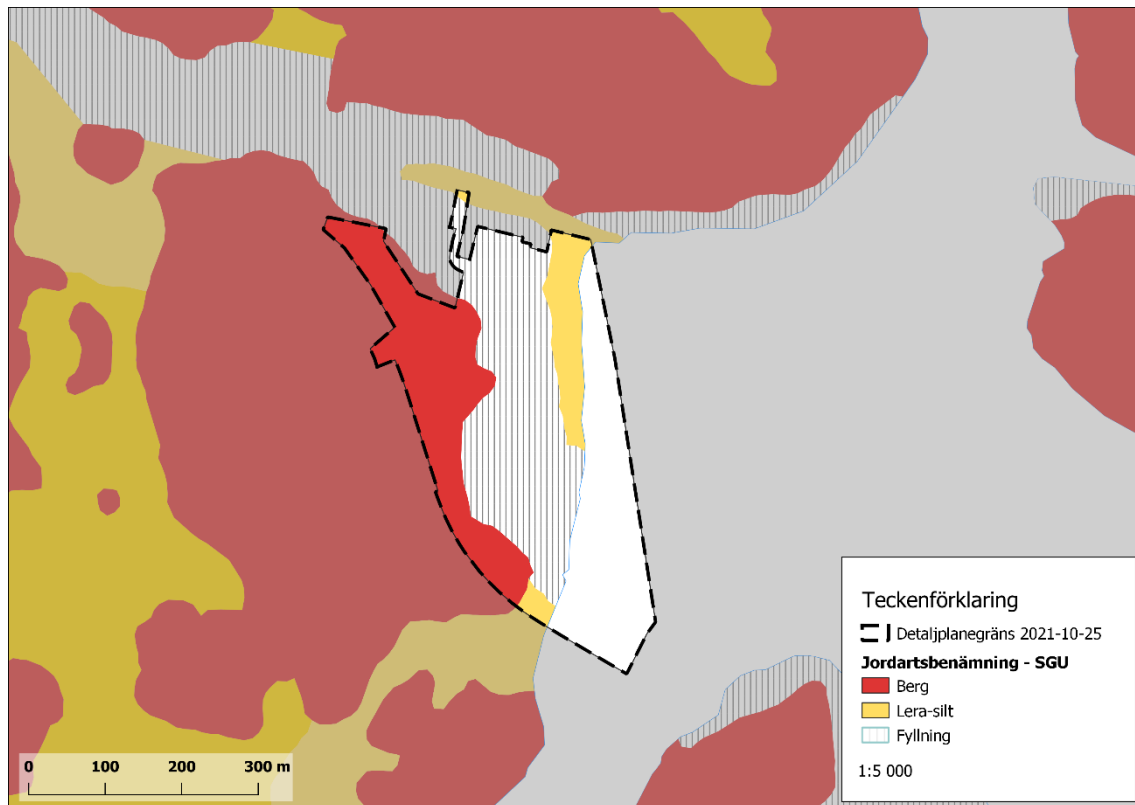 Teckenförklaring
Detaljplanegräns 2021-10-25
Jordartsbenämning - SGU
Berg
Lera-silt
Fyllning
1:5 000
0 100 200 300 m